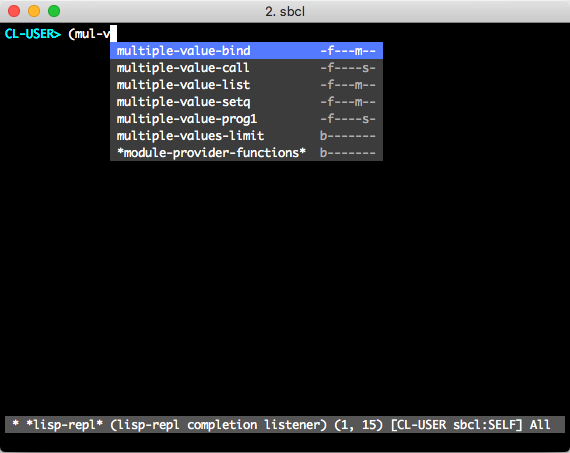 2. sbcl
CL-USER> (mul-v
multiple-value-bind -f---m--
multiple-value-call -f----s-
multiple-value-list -f---m--
multiple-value-setq -f---m--
multiple-value-prog1 -f----s-
multiple-values-limit b-------
*module-provider-functions* b-------
* *lisp-repl* (lisp-repl completion listener) (1, 15) [CL-USER sbcl:SELF] All